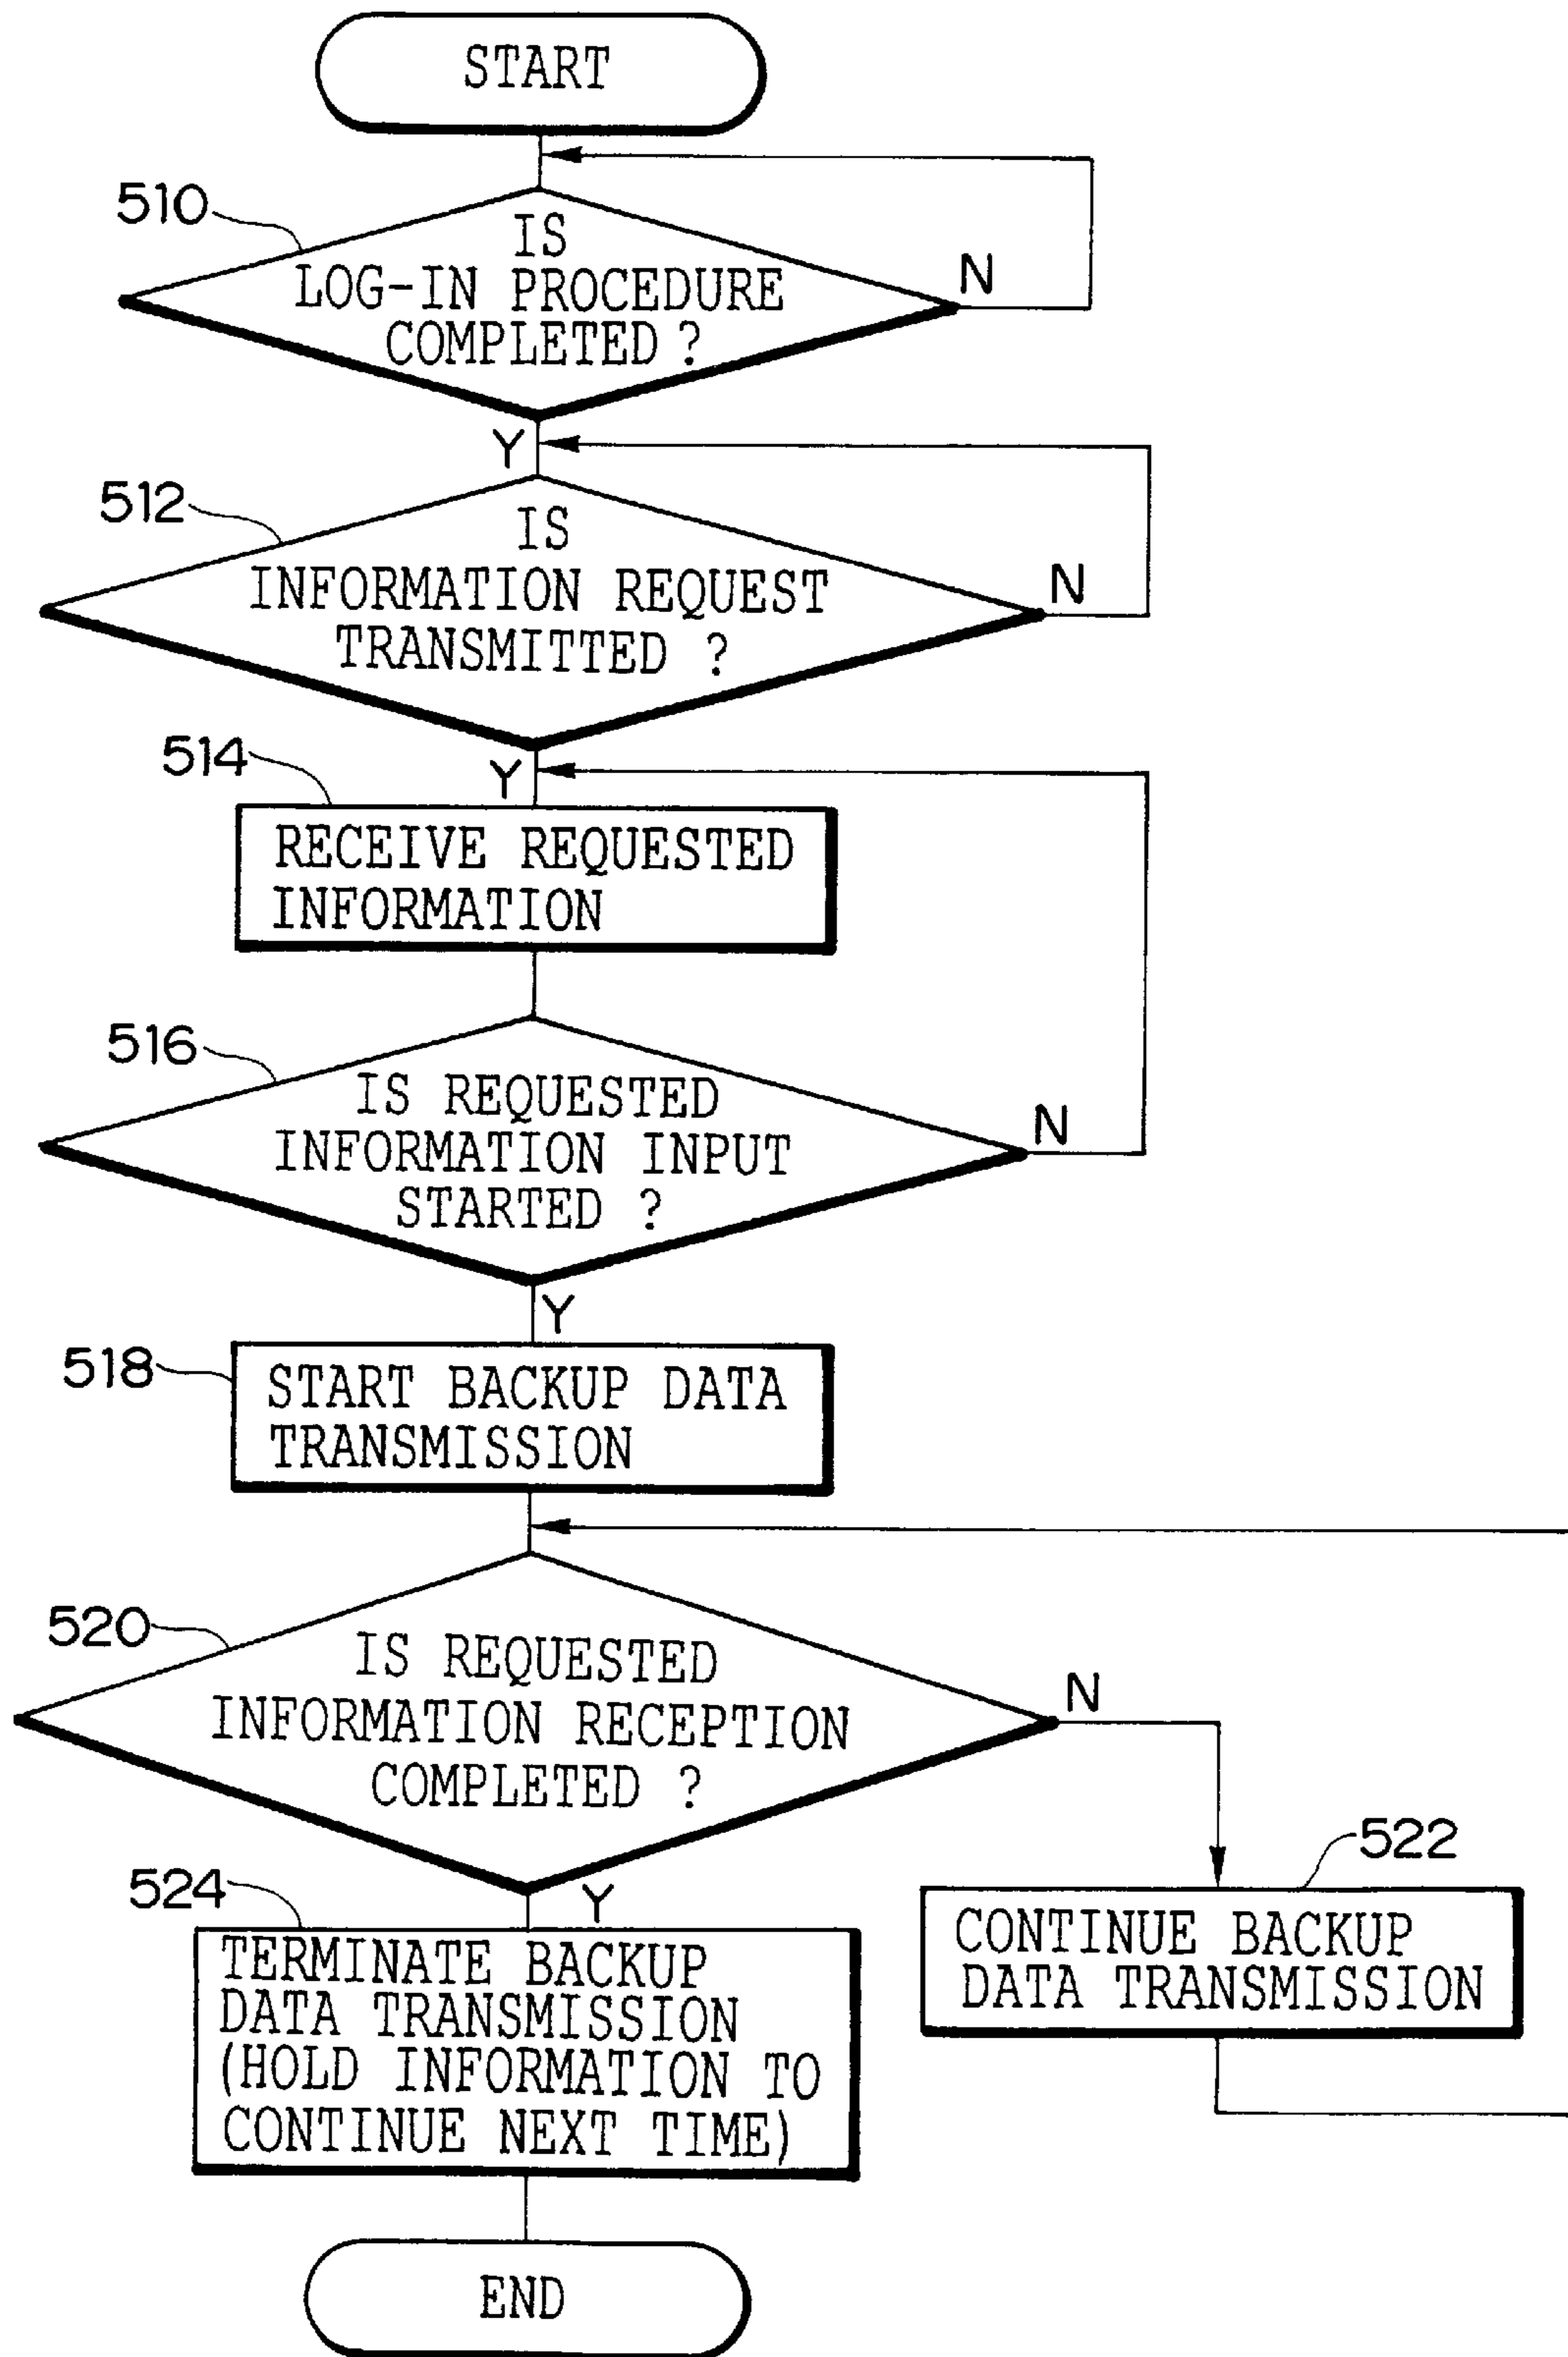 START
510
IS
LOG-IN PROCEDURE
COMPLETED ?
N
Y
512
IS
INFORMATION REQUEST
TRANSMITTED ?
N
514
Y
RECEIVE REQUESTED
INFORMATION
516
IS REQUESTED
INFORMATION INPUT
STARTED ?
N
Y
518
START BACKUP DATA
TRANSMISSION
520
IS REQUESTED
INFORMATION RECEPTION
COMPLETED ?
N
522
CONTINUE BACKUP
DATA TRANSMISSION
524
Y
TERMINATE BACKUP
DATA TRANSMISSION
(HOLD INFORMATION TO
CONTINUE NEXT TIME)
END